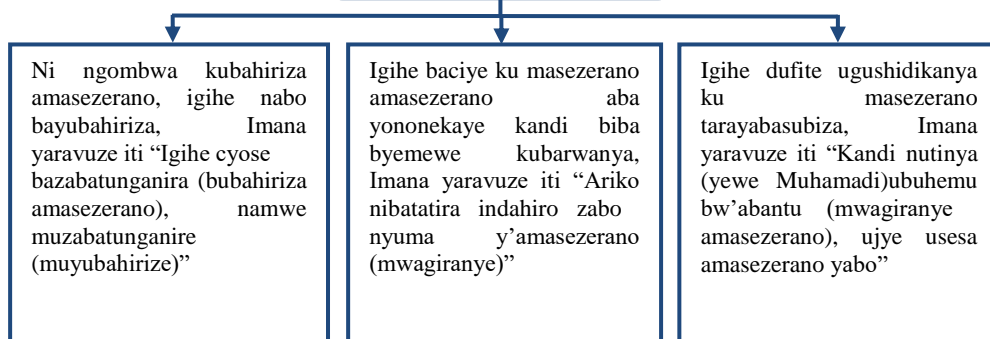 Ni ngombwa kubahiriza
amasezerano, igihe nabo
bayubahiriza, Imana
yaravuze iti “Igihe cyose
bazabatunganira (bubahiriza
amasezerano), namwe
muzabatunganire
(muyubahirize)”
Igihe baciye ku masezerano
amasezerano aba
yononekaye kandi biba
byemewe kubarwanya,
Imana yaravuze iti “Ariko
nibatatira indahiro zabo
nyuma y’amasezerano
(mwagiranye)”
Igihe dufite ugushidikanya
ku masezerano
tarayabasubiza, Imana
yaravuze iti “Kandi nutinya
(yewe Muhamadi)ubuhemu
bw’abantu (mwagiranye
amasezerano), ujye usesa
amasezerano yabo”